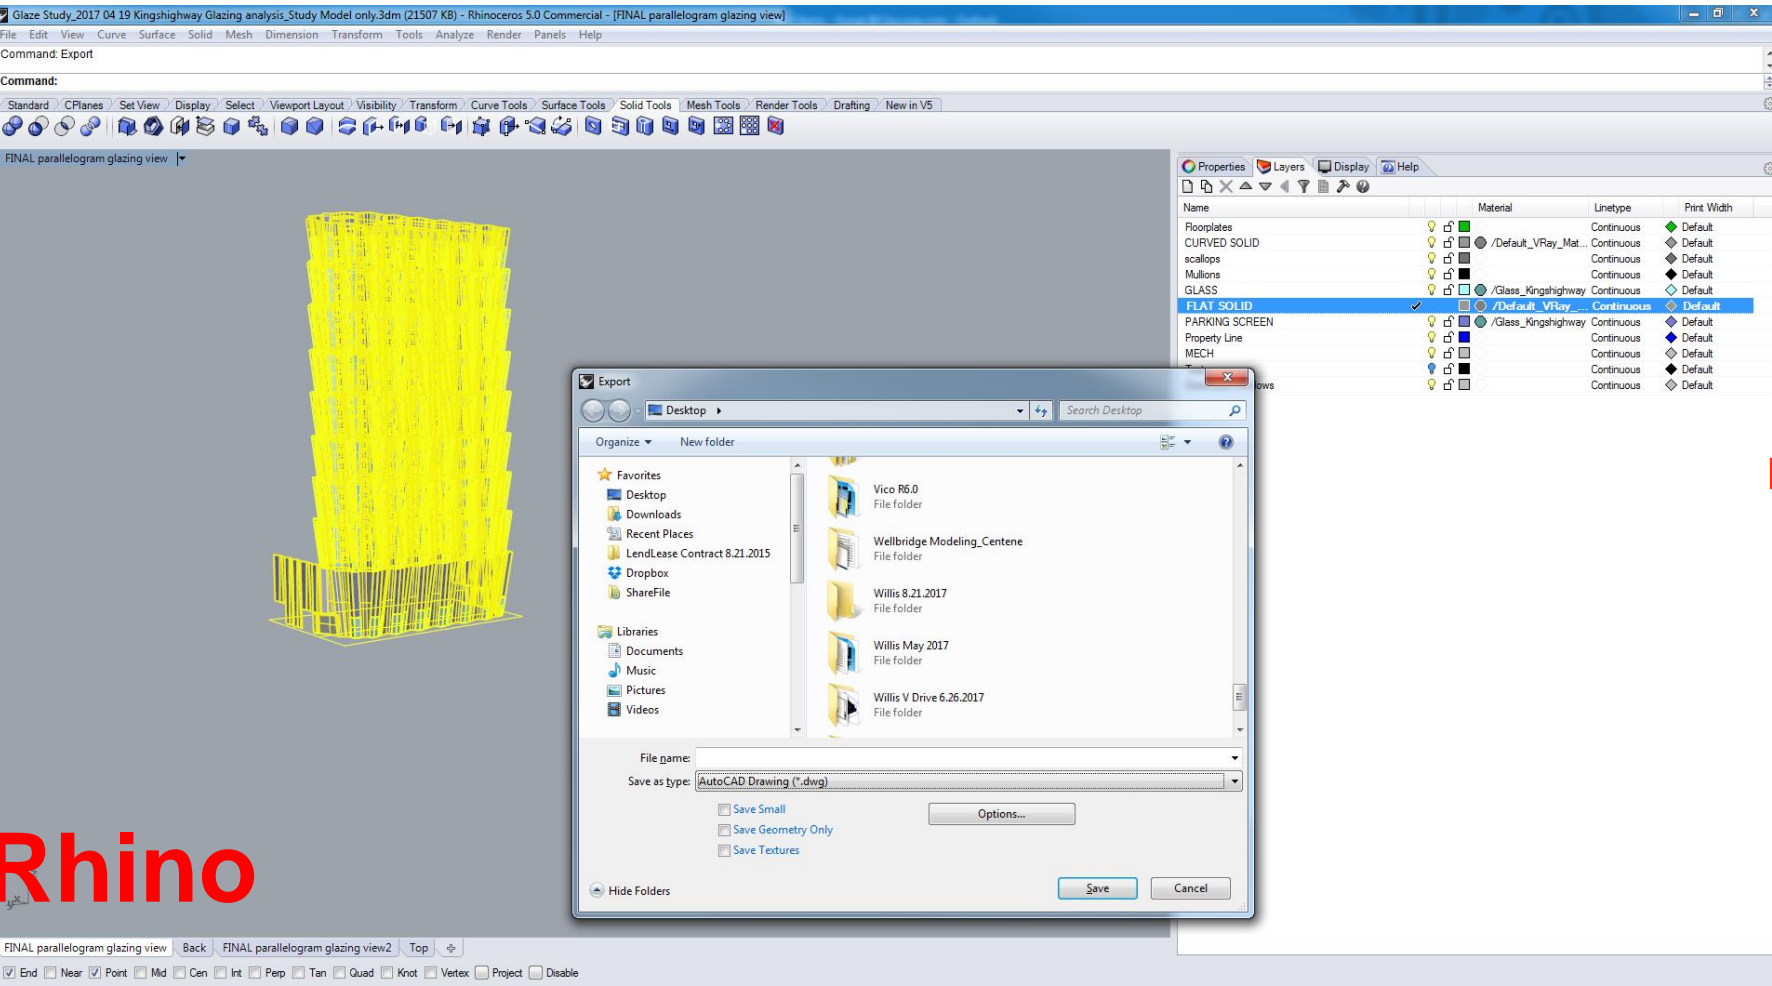 Glaze Study_2017 04 19 Kingshighway Glazing analysis_Study Model only.3dm (21507 KB) - Rhinoceros 5.0 Commercial - [FINAL parallelogram glazing view]
File Edit View Curve Surface Solid Mesh Dimension Transform Tools Analyze Render Panels Help
Command: Export
Command:
Standard CPlanes Set View Display Select Viewport Layout Visibility Transform Curve Tools Surface Tools Solid Tools Mesh Tools Render Tools Drafting New in V5
FINAL parallelogram glazing view
Properties Layers Display Help
Name Material Linetype Print Width
Floorplates Continuous Default
CURVED SOLID /Default_VRay_Mat... Continuous Default
scallops Continuous Default
Mullions Continuous Default
GLASS /Glass_Kingshighway Continuous Default
FLAT SOLID /Default_VRay_... Continuous Default
PARKING SCREEN /Glass_Kingshighway Continuous Default
Property Line Continuous Default
MECH Continuous Default
Continuous Default
Continuous Default
Export
Desktop
Search Desktop
Organize New folder
Favorites
Desktop
Downloads
Recent Places
LendLease Contract 8.21.2015
Dropbox
ShareFile
Libraries
Documents
Music
Pictures
Videos
Vico R6.0
File folder
Wellbridge Modeling_Centene
File folder
Willis 8.21.2017
File folder
Willis May 2017
File folder
Willis V Drive 6.26.2017
File folder
File name:
Save as type: AutoCAD Drawing (*.dwg)
Save Small
Save Geometry Only
Save Textures
Options...
Hide Folders
Save Cancel
Rhino
FINAL parallelogram glazing view Back FINAL parallelogram glazing view2 Top
End Near Point Mid Cen Int Perp Tan Quad Knot Vertex Project Disable